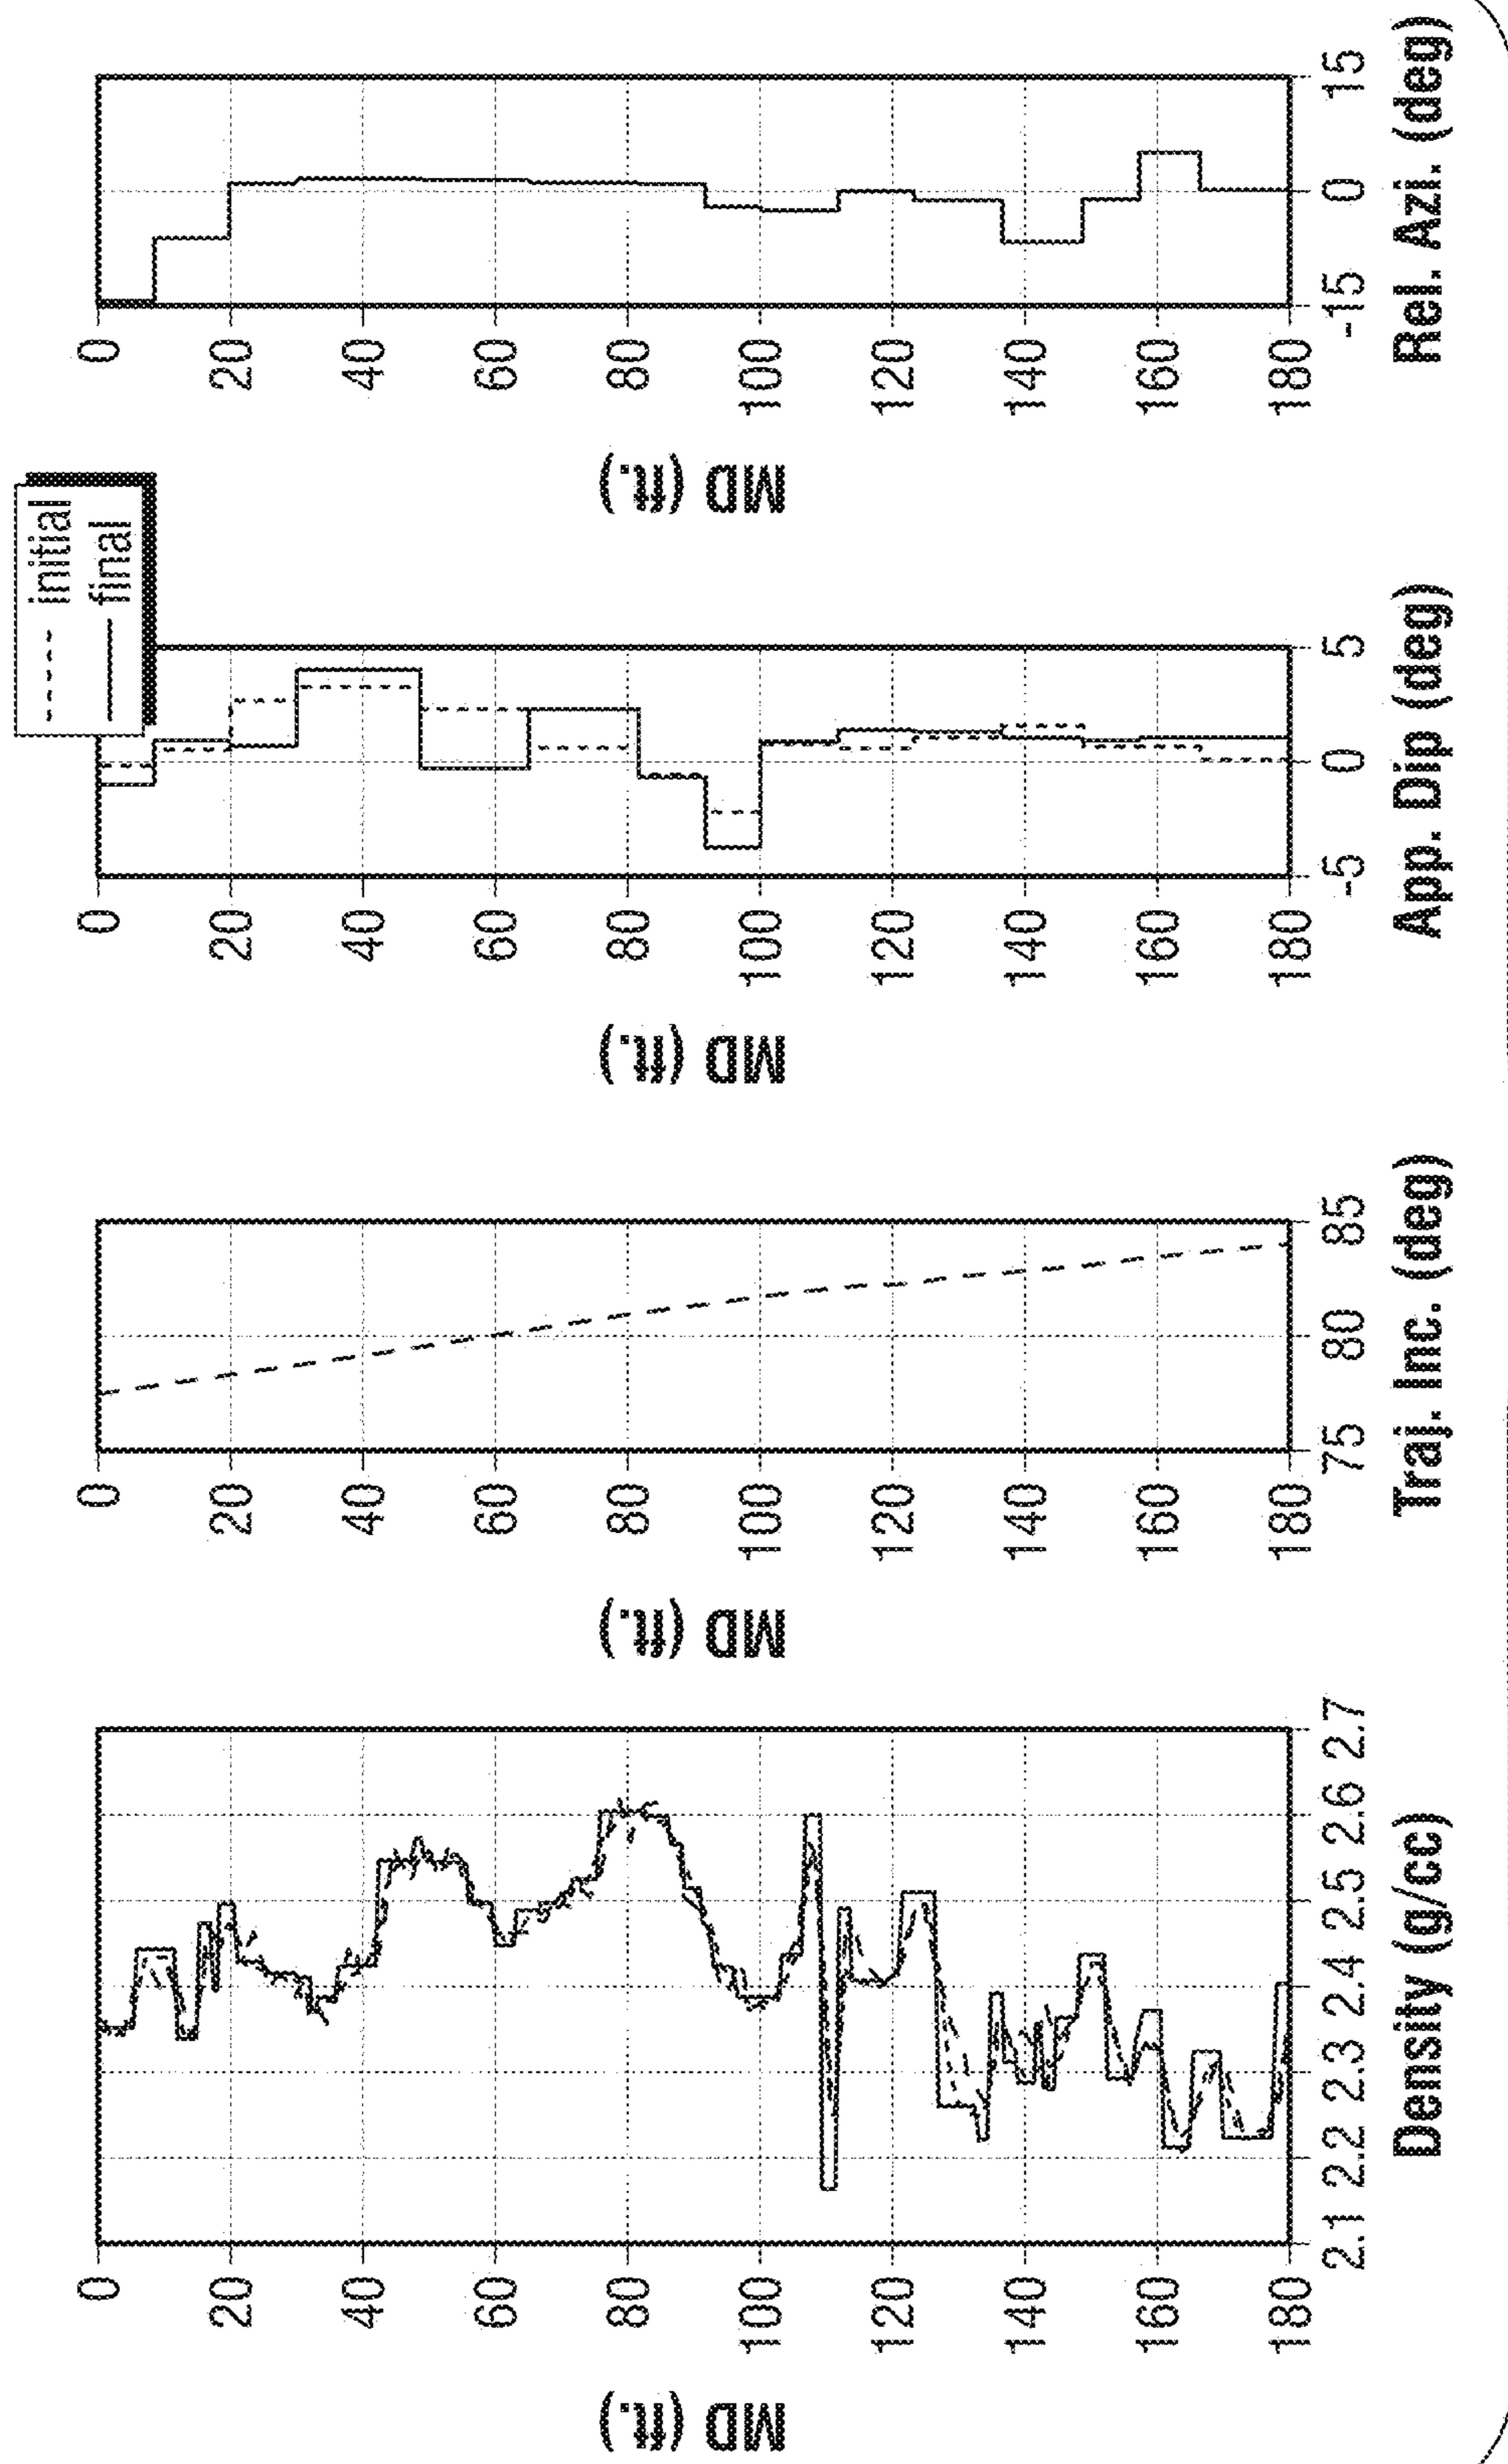 MD (ft.)
0
20
40
60
80
100
120
140
160
180
2.1 2.2 2.3 2.4 2.5 2.6 2.7
Density (g/cc)
MD (ft.)
0
20
40
60
80
100
120
140
160
180
75 80 85
Traj. Inc. (deg)
MD (ft.)
0
20
40
60
80
100
120
140
160
180
-5 0 5
App. Dip (deg)
initial
final
MD (ft.)
0
20
40
60
80
100
120
140
160
180
-15 0 15
Rel. Azi. (deg)